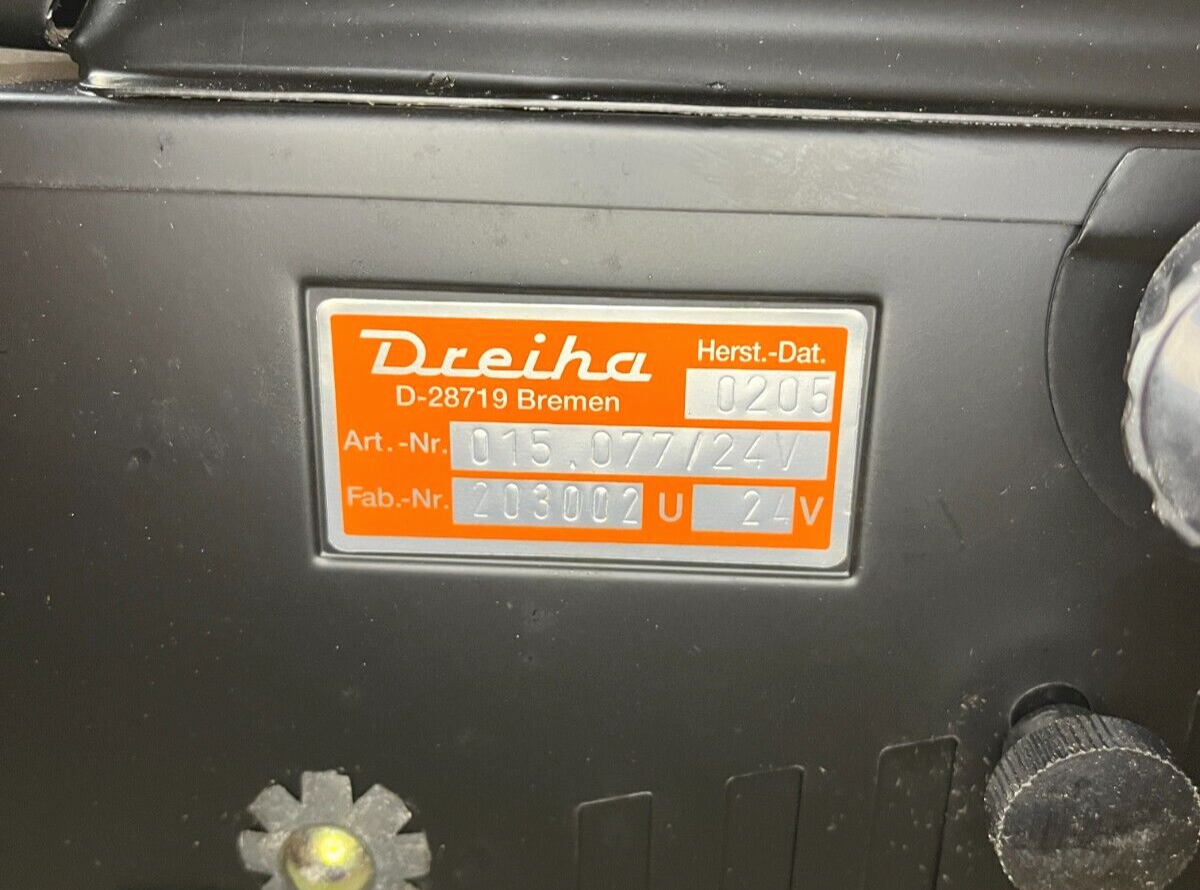 Dreiha
D-28719 Bremen
Herst.-Dat.
0205
Art.-Nr. 015.077/24V
Fab.-Nr. 203002 U 24 V